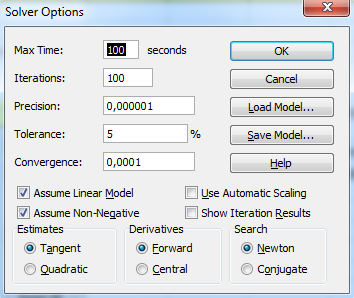 Solver Options
Max Time: 100 seconds OK
Iterations: 100 Cancel
Precision: 0,000001 Load Model...
Tolerance: 5 % Save Model...
Convergence: 0,0001 Help
Assume Linear Model Use Automatic Scaling
Assume Non-Negative Show Iteration Results
Estimates Derivatives Search
Tangent Forward Newton
Quadratic Central Conjugate